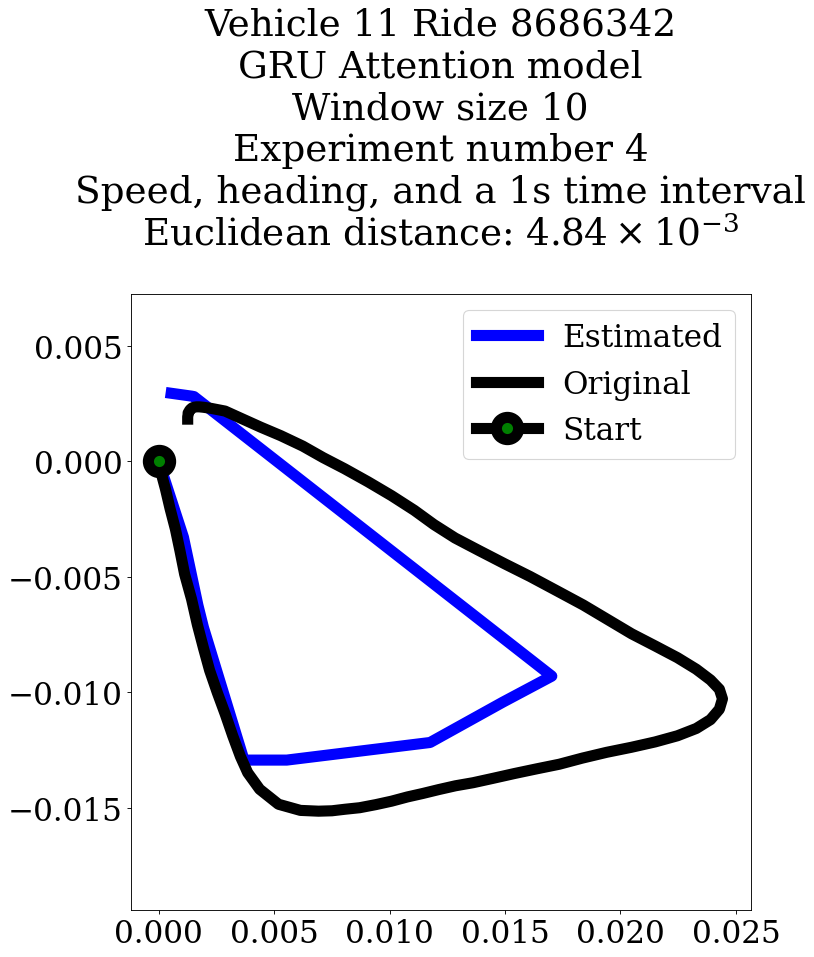 Vehicle 11 Ride 8686342
GRU Attention model
Window size 10
Experiment number 4
Speed, heading, and a 1s time interval
Euclidean distance: 4.84 × 10⁻³
Estimated
Original
Start
0.005
0.000
−0.005
−0.010
−0.015
0.000 0.005 0.010 0.015 0.020 0.025